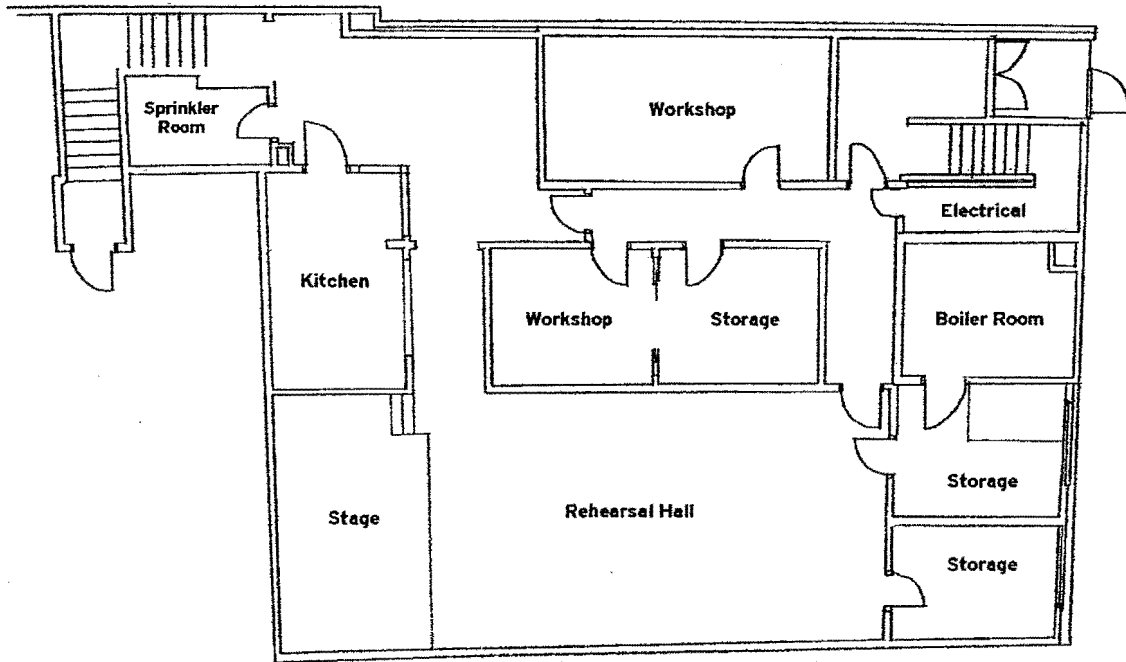 Sprinkler
Room
Workshop
Electrical
Kitchen
Workshop
Storage
Boiler Room
Stage
Rehearsal Hall
Storage
Storage